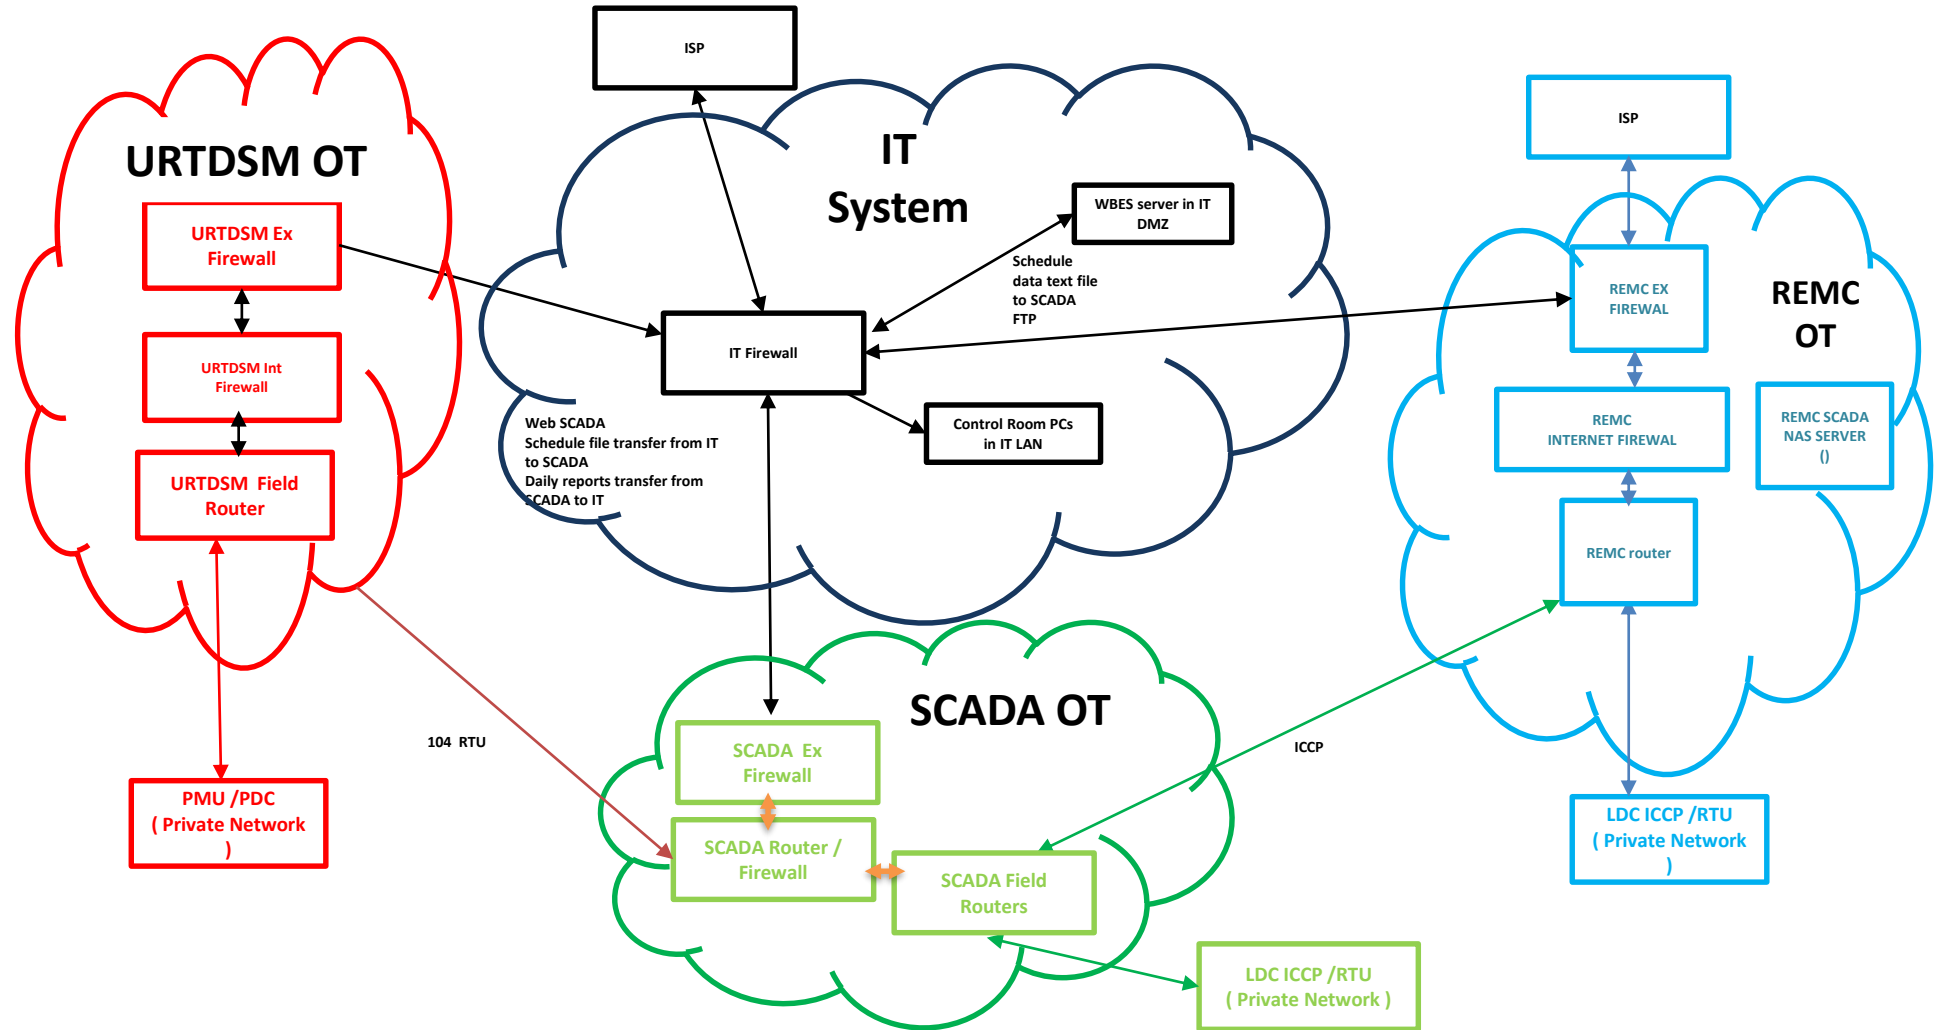 ISP
ISP
URTDSM OT
IT
System
URTDSM Ex
Firewall
WBES server in IT
DMZ
Schedule
data text file
to SCADA
FTP
REMC EX
FIREWAL
REMC
OT
URTDSM Int
Firewall
IT Firewall
Web SCADA
Schedule file transfer from IT
to SCADA
Daily reports transfer from
SCADA to IT
Control Room PCs
in IT LAN
REMC
INTERNET FIREWAL
REMC SCADA
NAS SERVER
()
URTDSM Field
Router
REMC router
SCADA OT
104 RTU
SCADA Ex
Firewall
ICCP
PMU /PDC
( Private Network
)
SCADA Router /
Firewall
SCADA Field
Routers
LDC ICCP /RTU
( Private Network
)
LDC ICCP /RTU
( Private Network )